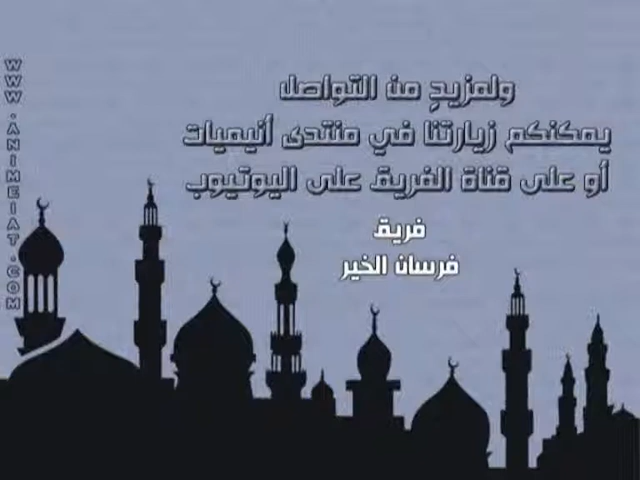 ولمزيدِ من التواصل
يمكنكم زيارتنا في منتدى أنيميات
أو على قناة الفريق على اليوتيوب
فريق
فرسان الخير
WWW.ANIMEIAT.COM